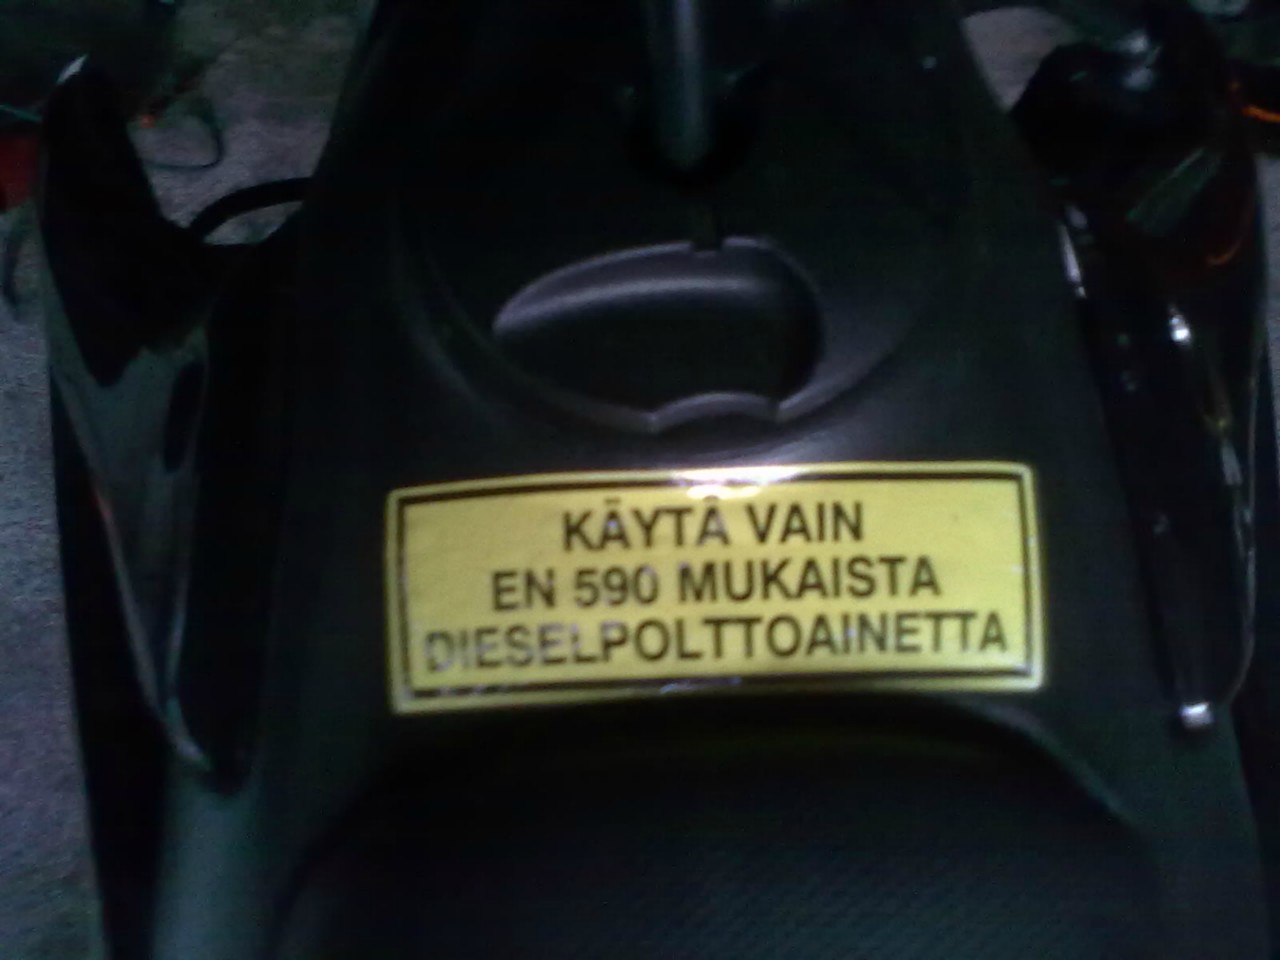 KÄYTÄ VAIN
EN 590 MUKAISTA
DIESELPOLTTOAINETTA